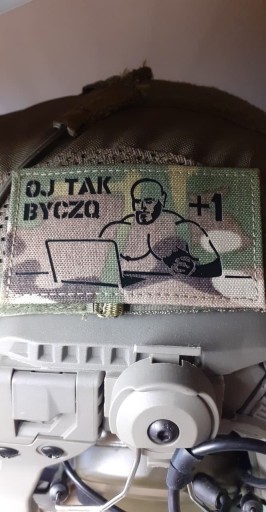 OJ TAK
BYCZQ
+1